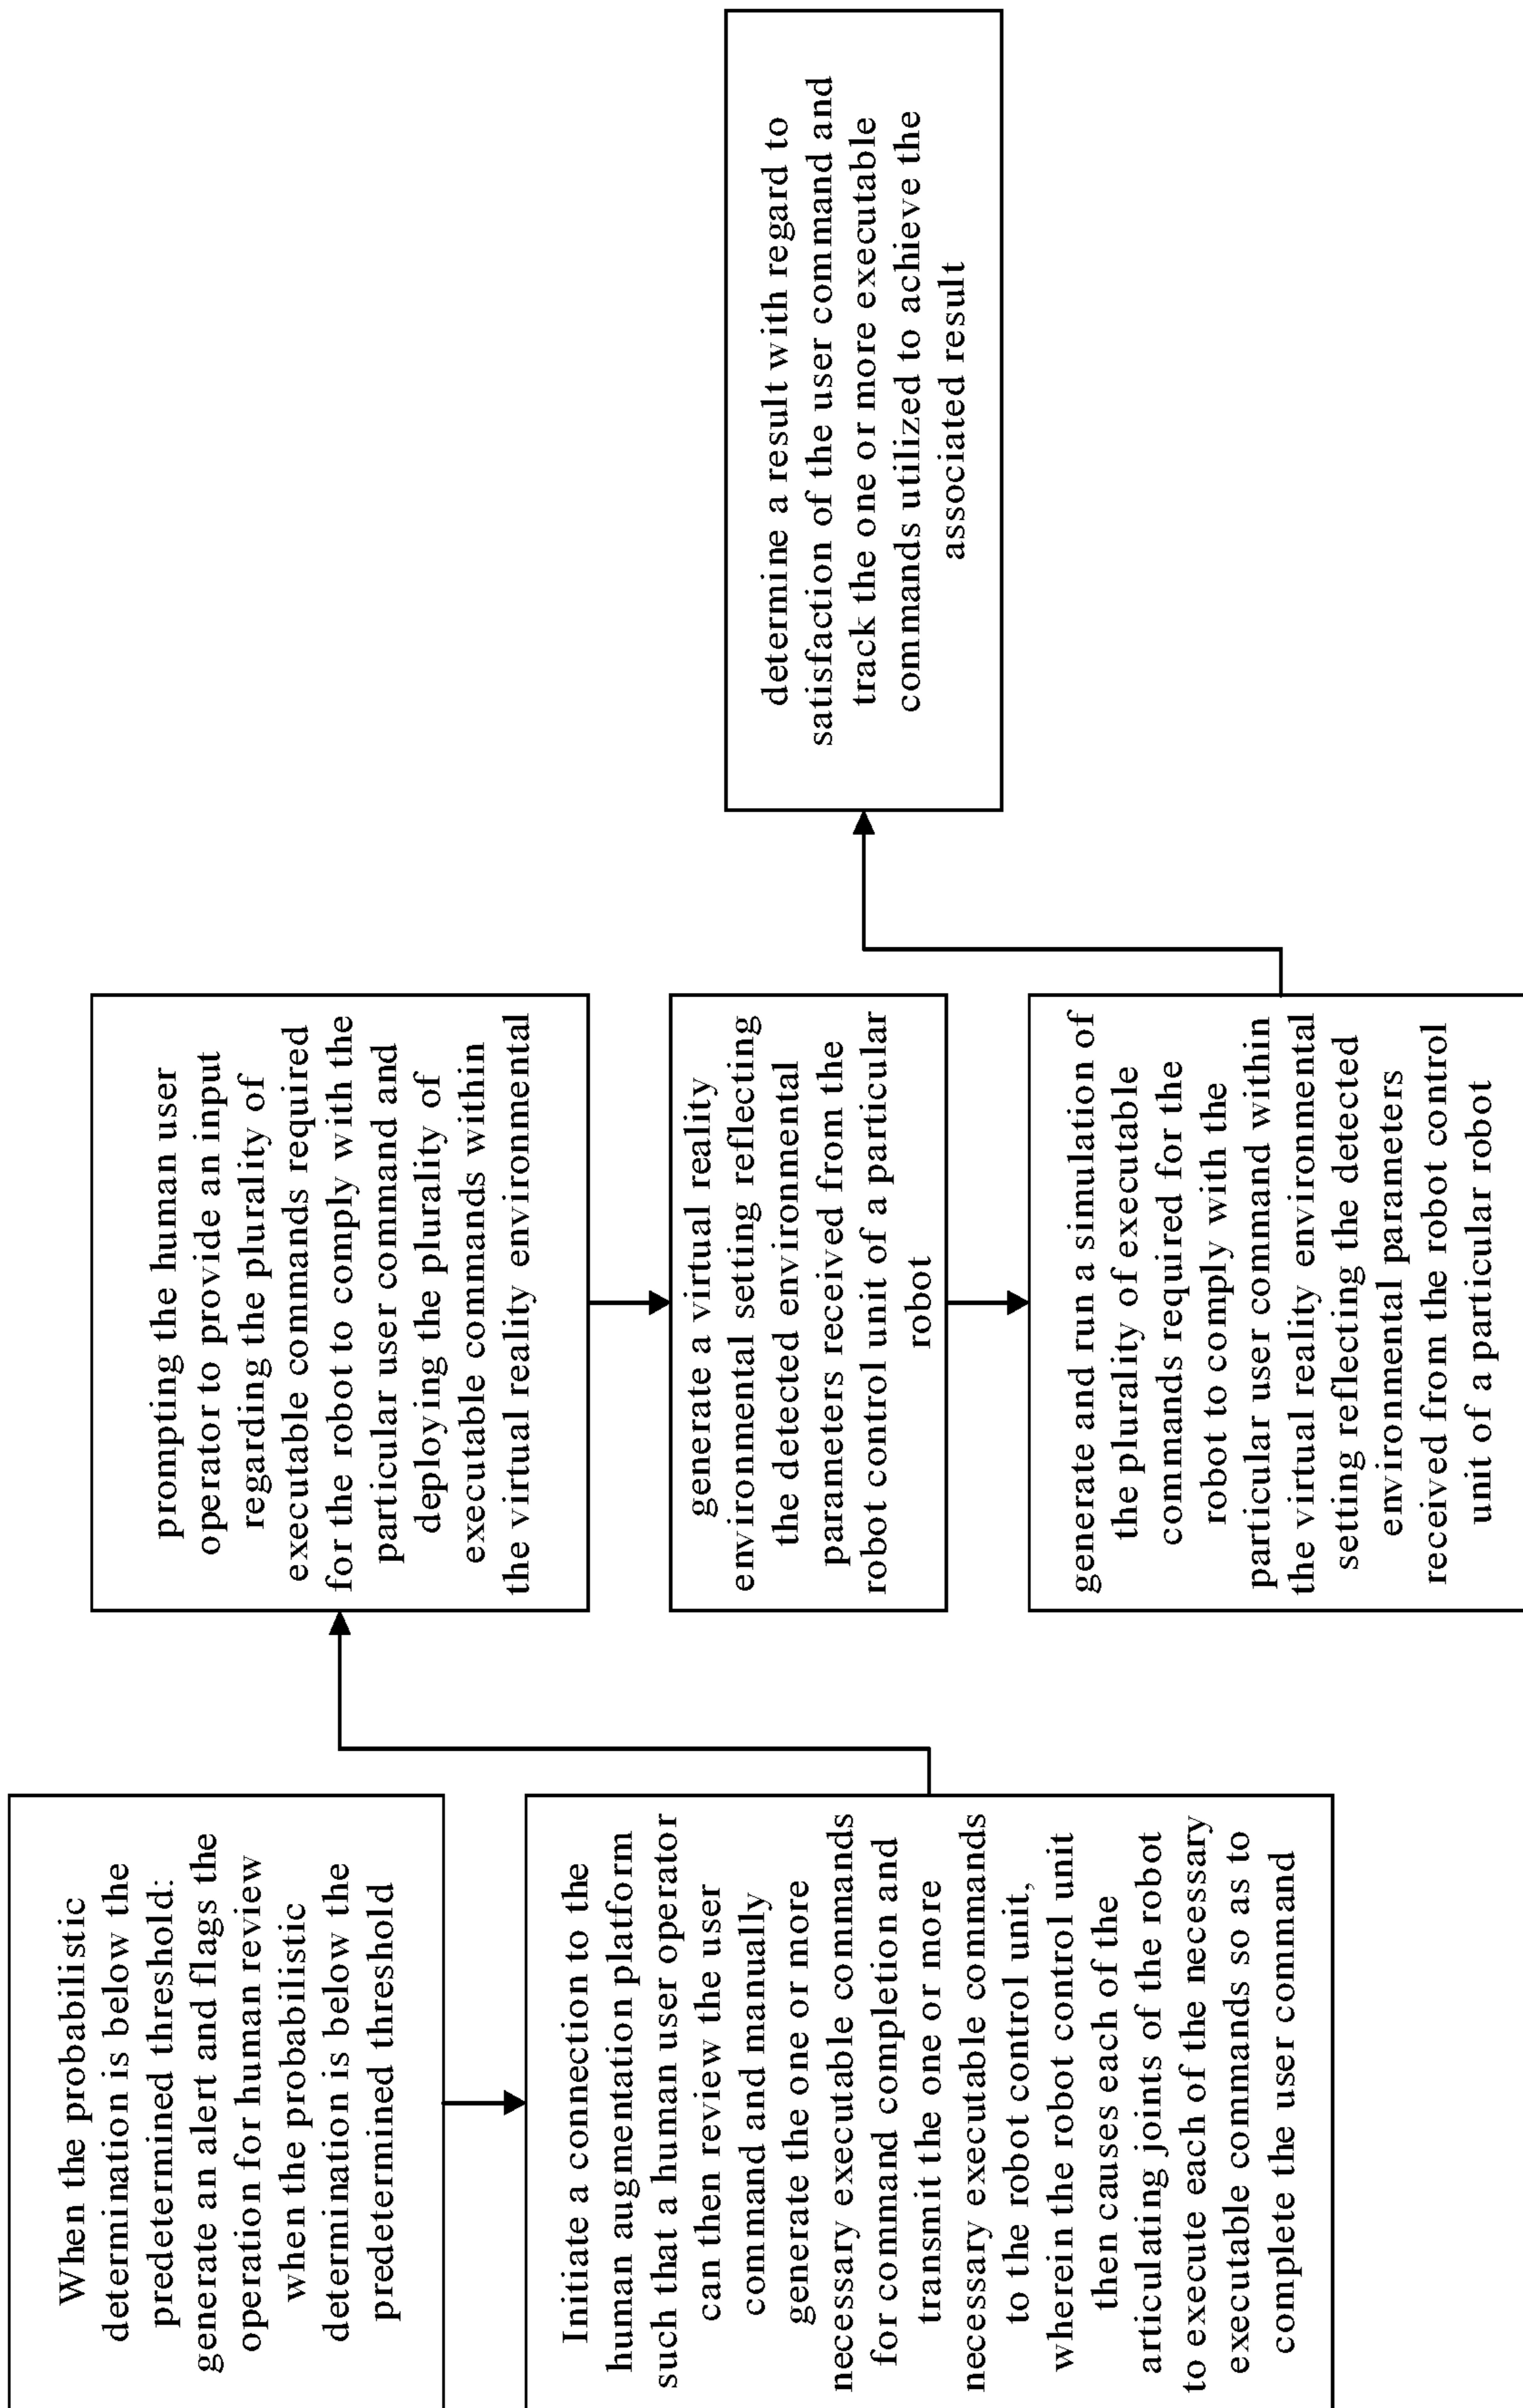 When the probabilistic
determination is below the
predetermined threshold:
generate an alert and flags the
operation for human review
when the probabilistic
determination is below the
predetermined threshold
Initiate a connection to the
human augmentation platform
such that a human user operator
can then review the user
command and manually
generate the one or more
necessary executable commands
for command completion and
transmit the one or more
necessary executable commands
to the robot control unit,
wherein the robot control unit
then causes each of the
articulating joints of the robot
to execute each of the necessary
executable commands so as to
complete the user command
prompting the human user
operator to provide an input
regarding the plurality of
executable commands required
for the robot to comply with the
particular user command and
deploying the plurality of
executable commands within
the virtual reality environmental
generate a virtual reality
environmental setting reflecting
the detected environmental
parameters received from the
robot control unit of a particular
robot
generate and run a simulation of
the plurality of executable
commands required for the
robot to comply with the
particular user command within
the virtual reality environmental
setting reflecting the detected
environmental parameters
received from the robot control
unit of a particular robot
determine a result with regard to
satisfaction of the user command and
track the one or more executable
commands utilized to achieve the
associated result